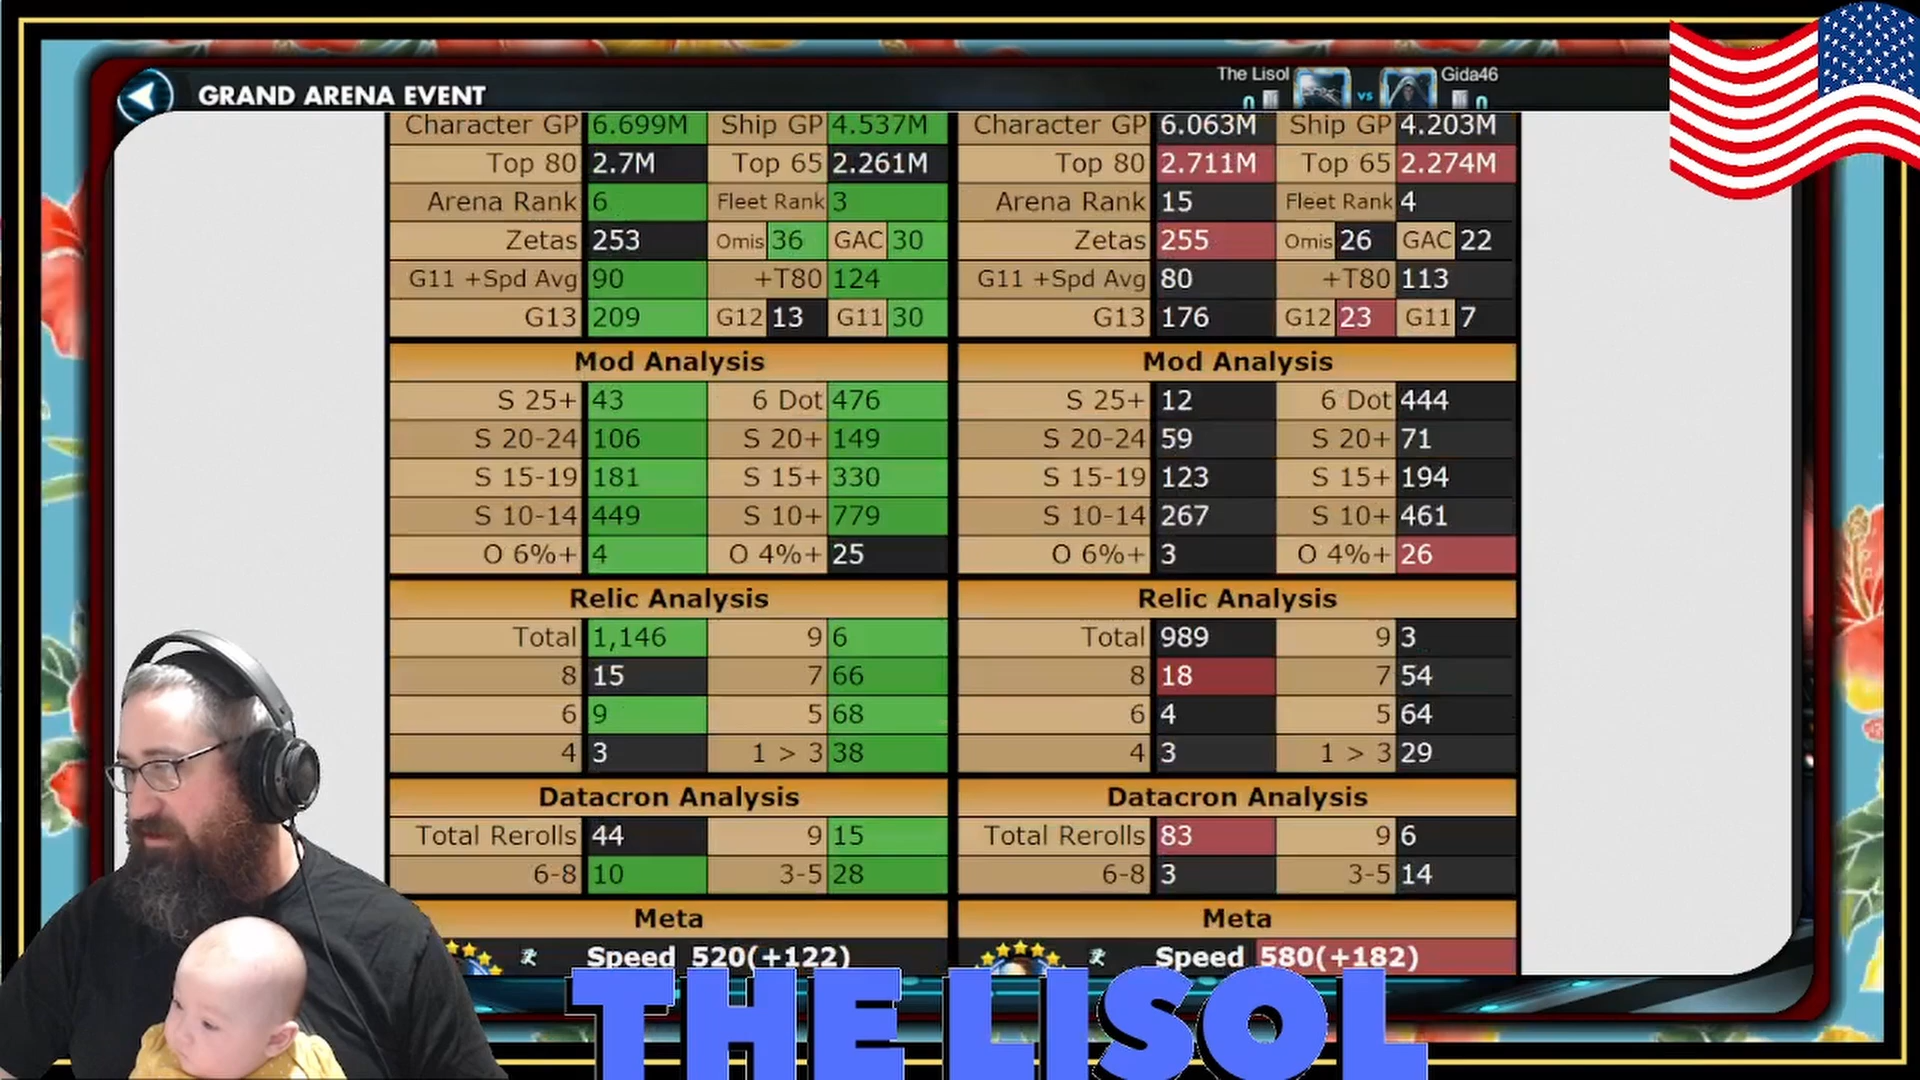 The Lisol vs Gida46
GRAND ARENA EVENT
0 0
Character GP 6.699M Ship GP 4.537M Character GP 6.063M Ship GP 4.203M
Top 80 2.7M Top 65 2.261M Top 80 2.711M Top 65 2.274M
Arena Rank 6 Fleet Rank 3 Arena Rank 15 Fleet Rank 4
Zetas 253 Omis 36 GAC 30 Zetas 255 Omis 26 GAC 22
G11 +Spd Avg 90 +T80 124 G11 +Spd Avg 80 +T80 113
G13 209 G12 13 G11 30 G13 176 G12 23 G11 7
Mod Analysis Mod Analysis
S 25+ 43 6 Dot 476 S 25+ 12 6 Dot 444
S 20-24 106 S 20+ 149 S 20-24 59 S 20+ 71
S 15-19 181 S 15+ 330 S 15-19 123 S 15+ 194
S 10-14 449 S 10+ 779 S 10-14 267 S 10+ 461
O 6%+ 4 O 4%+ 25 O 6%+ 3 O 4%+ 26
Relic Analysis Relic Analysis
Total 1,146 9 6 Total 989 9 3
8 15 7 66 8 18 7 54
6 9 5 68 6 4 5 64
4 3 1 > 3 38 4 3 1 > 3 29
Datacron Analysis Datacron Analysis
Total Rerolls 44 9 15 Total Rerolls 83 9 6
6-8 10 3-5 28 6-8 3 3-5 14
Meta Meta
Speed 520(+122) Speed 580(+182)
THE LISOL